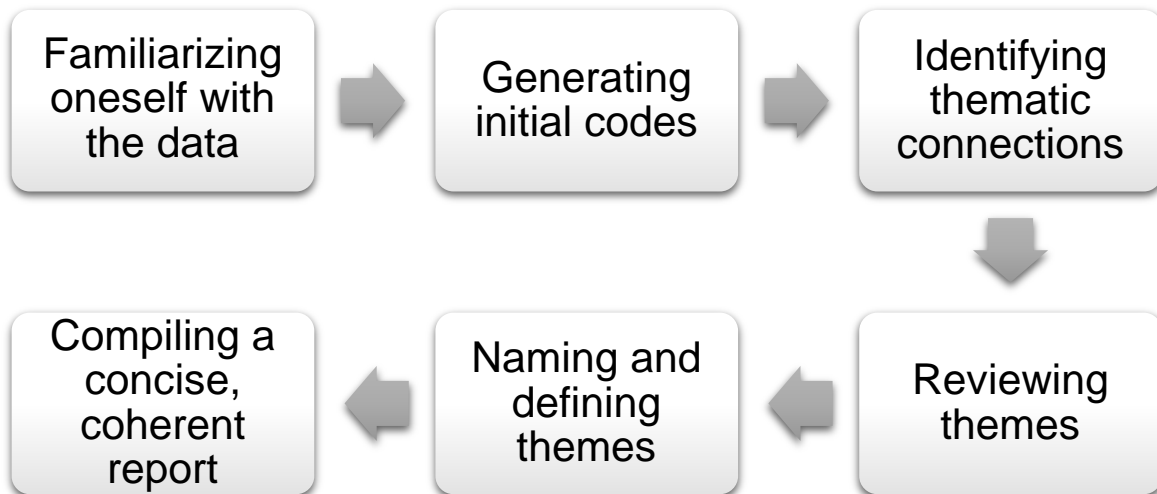 Familiarizing
oneself with
the data
Generating
initial codes
Identifying
thematic
connections
Reviewing
themes
Naming and
defining
themes
Compiling a
concise,
coherent
report